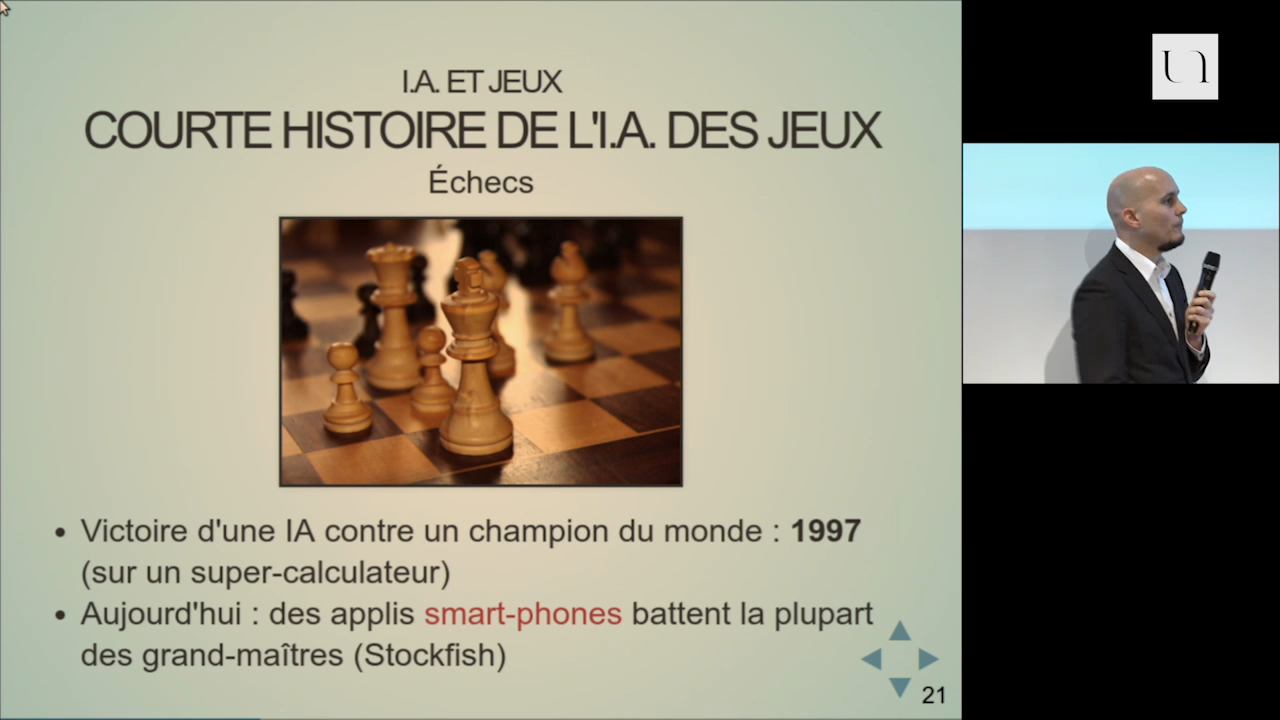 I.A. ET JEUX
COURTE HISTOIRE DE L'I.A. DES JEUX
Échecs
Victoire d'une IA contre un champion du monde : 1997
(sur un super-calculateur)
Aujourd'hui : des applis smart-phones battent la plupart
des grand-maîtres (Stockfish)
21